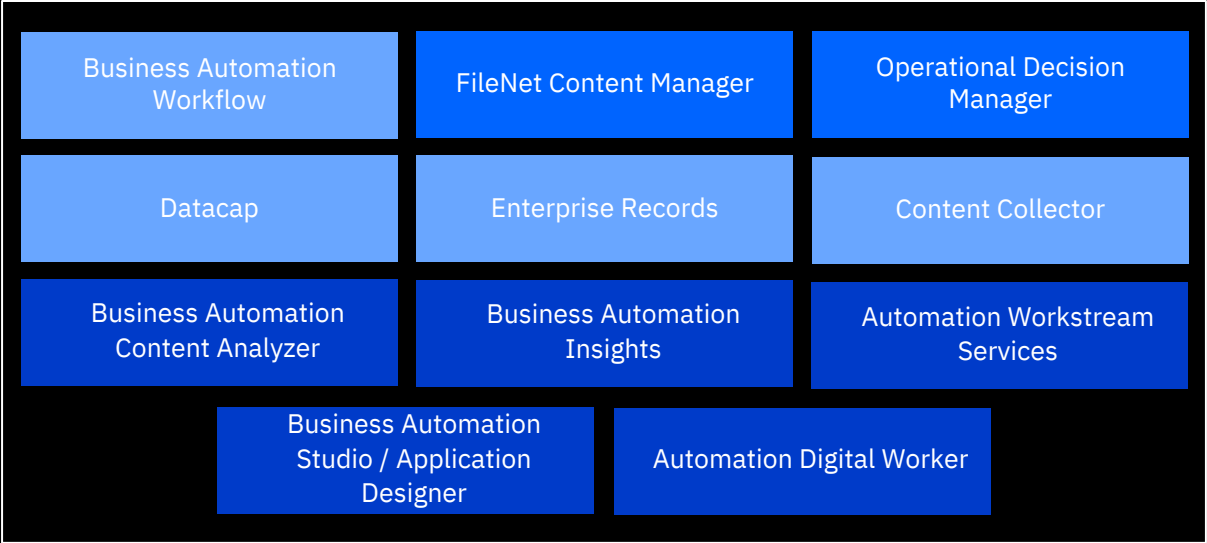 Business Automation
Workflow
FileNet Content Manager
Operational Decision
Manager
Datacap
Enterprise Records
Content Collector
Business Automation
Content Analyzer
Business Automation
Insights
Automation Workstream
Services
Business Automation
Studio / Application
Designer
Automation Digital Worker